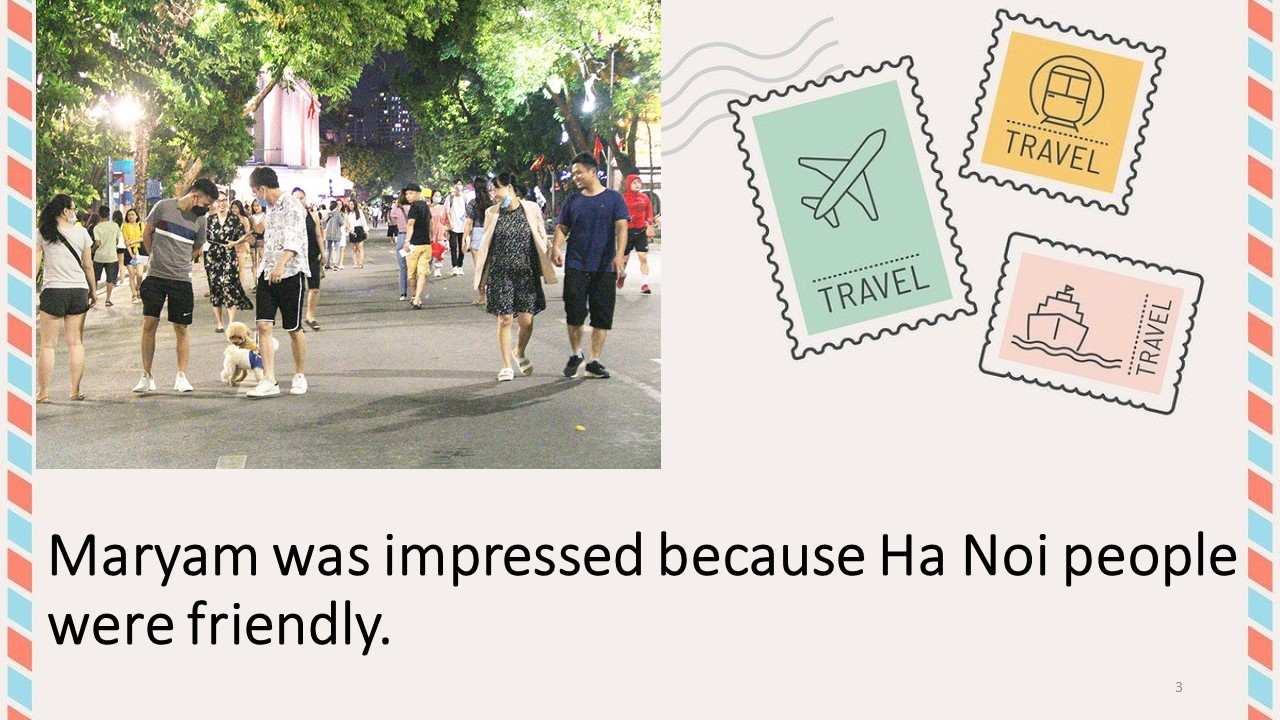 TRAVEL
TRAVEL
TRAVEL
Maryam was impressed because Ha Noi people
were friendly.
3